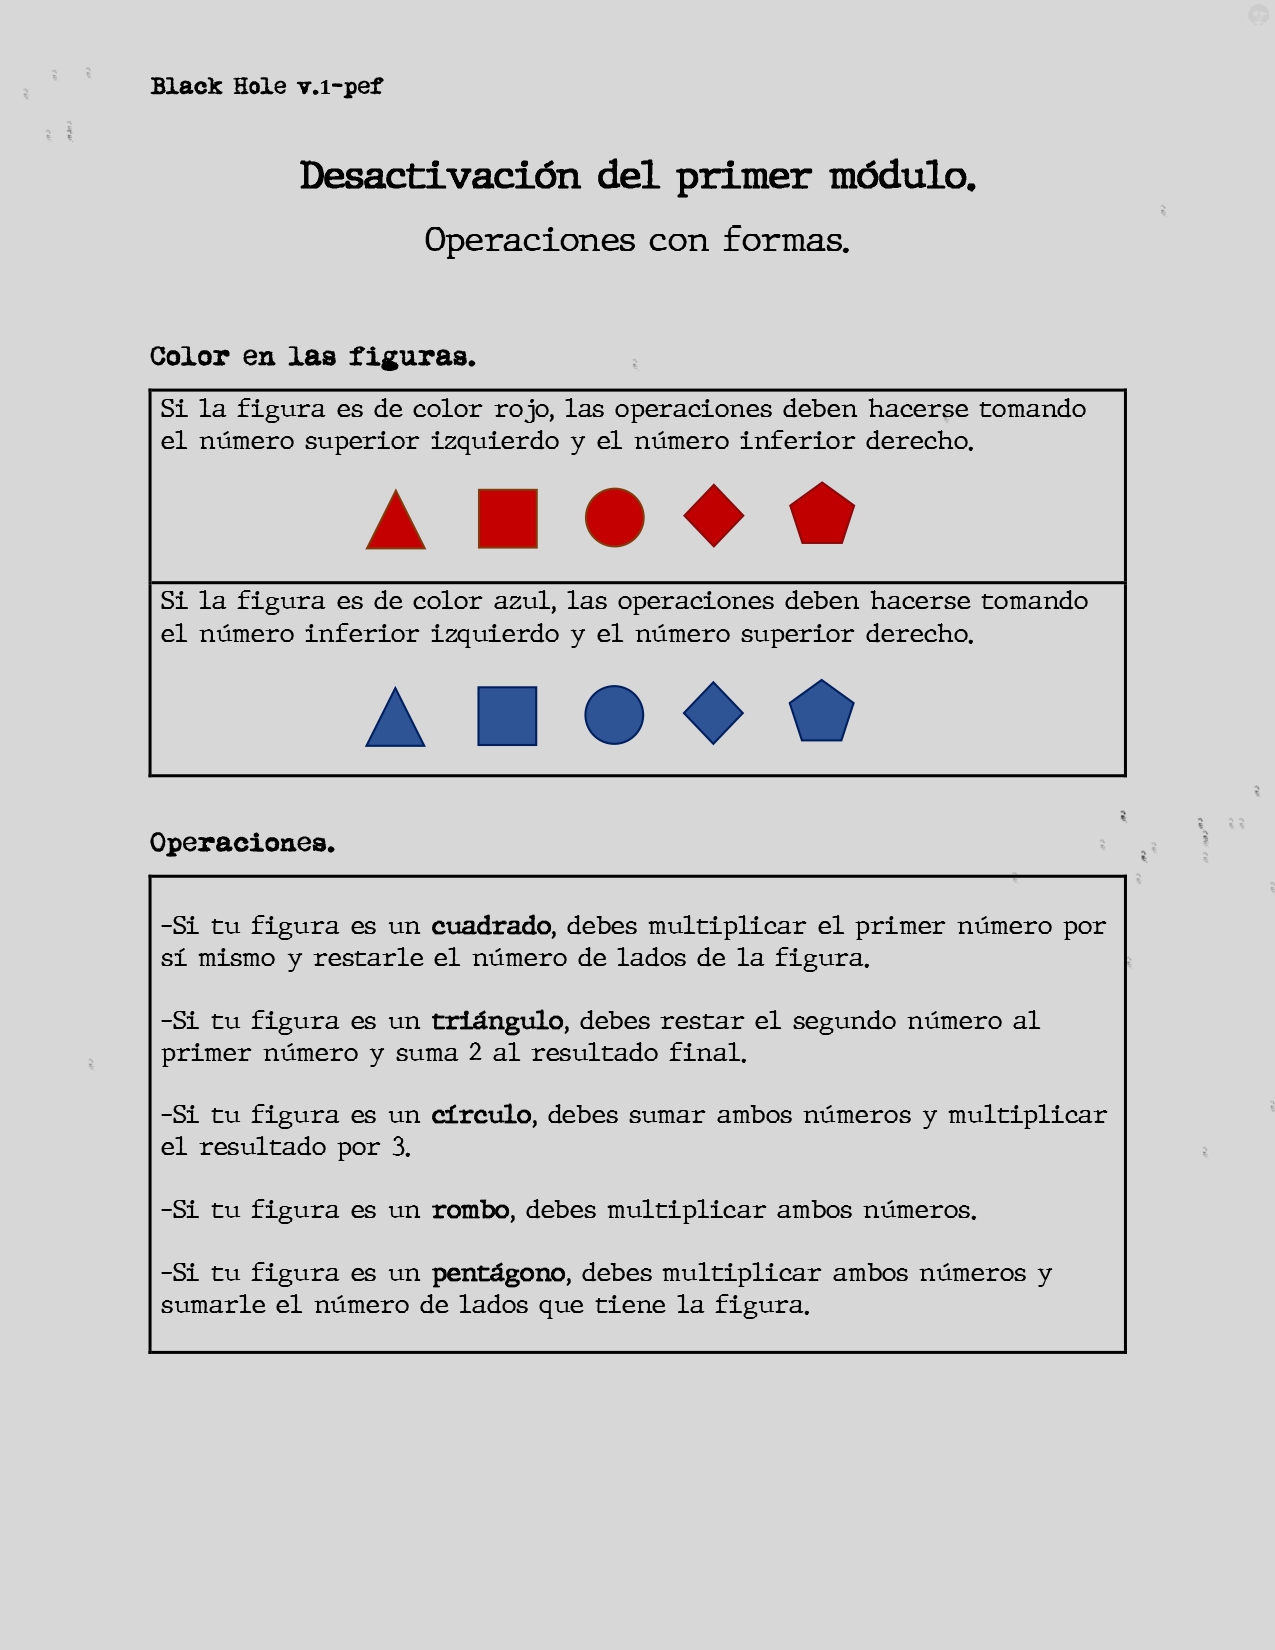 Black Hole v.1-pef
Desactivación del primer módulo.
Operaciones con formas.
Color en las figuras.
Si la figura es de color rojo, las operaciones deben hacerse tomando
el número superior izquierdo y el número inferior derecho.
Si la figura es de color azul, las operaciones deben hacerse tomando
el número inferior izquierdo y el número superior derecho.
Operaciones.
-Si tu figura es un cuadrado, debes multiplicar el primer número por
sí mismo y restarle el número de lados de la figura.
-Si tu figura es un triángulo, debes restar el segundo número al
primer número y suma 2 al resultado final.
-Si tu figura es un círculo, debes sumar ambos números y multiplicar
el resultado por 3.
-Si tu figura es un rombo, debes multiplicar ambos números.
-Si tu figura es un pentágono, debes multiplicar ambos números y
sumarle el número de lados que tiene la figura.